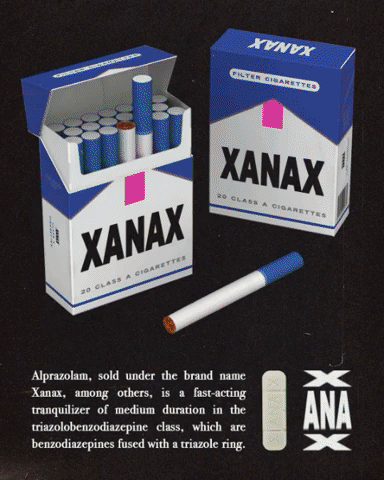 XANAX
FILTER CIGARETTES
XANAX
20 CLASS A CIGARETTES
XANAX
20 CLASS A CIGARETTES
Alprazolam, sold under the brand name
Xanax, among others, is a fast-acting
tranquilizer of medium duration in the
triazolobenzodiazepine class, which are
benzodiazepines fused with a triazole ring.
XANAX
X
ANA
X